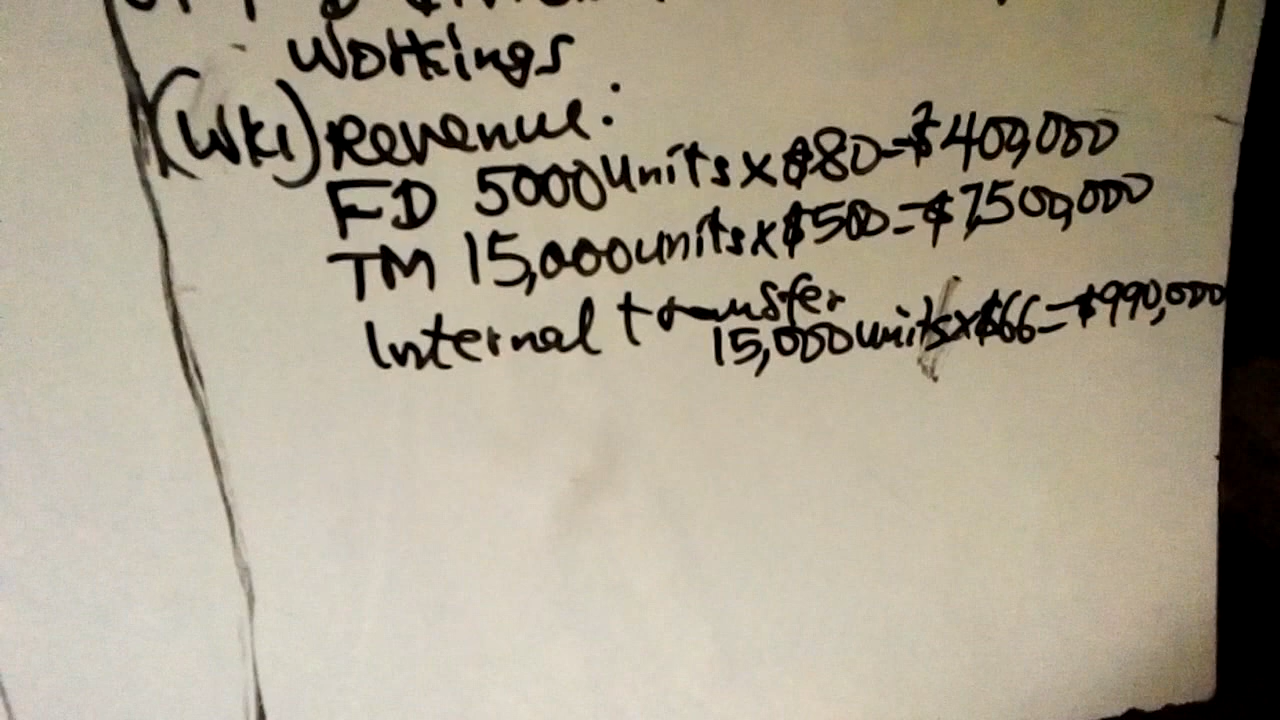 Workings
(WK1) Revenue:
FD 5000units x $80=$400,000
TM 15,000units x $500=$7,500,000
Internal transfer
15,000units x $66=$990,000